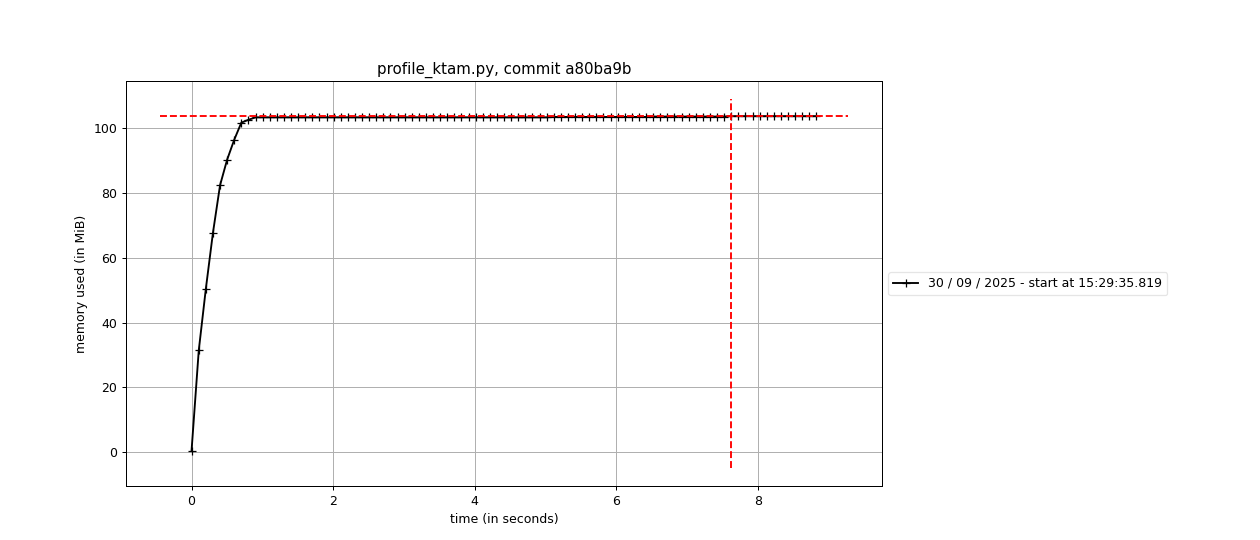 profile_ktam.py, commit a80ba9b
100
80
60
40
20
0
memory used (in MiB)
0 2 4 6 8
time (in seconds)
30 / 09 / 2025 - start at 15:29:35.819